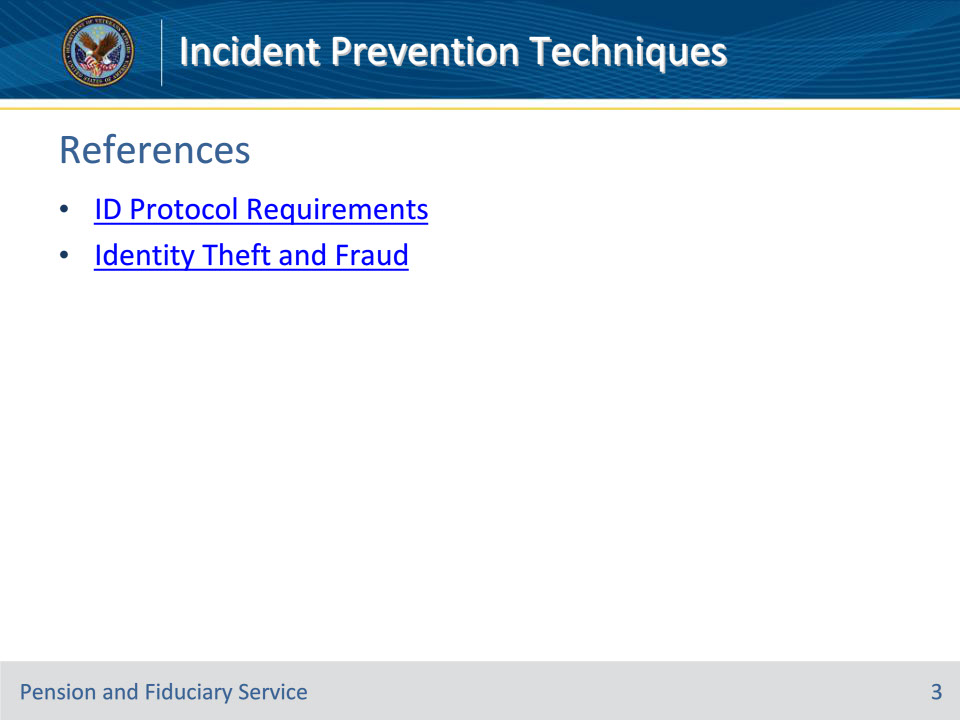 Incident Prevention Techniques
References
• ID Protocol Requirements
• Identity Theft and Fraud
Pension and Fiduciary Service
3